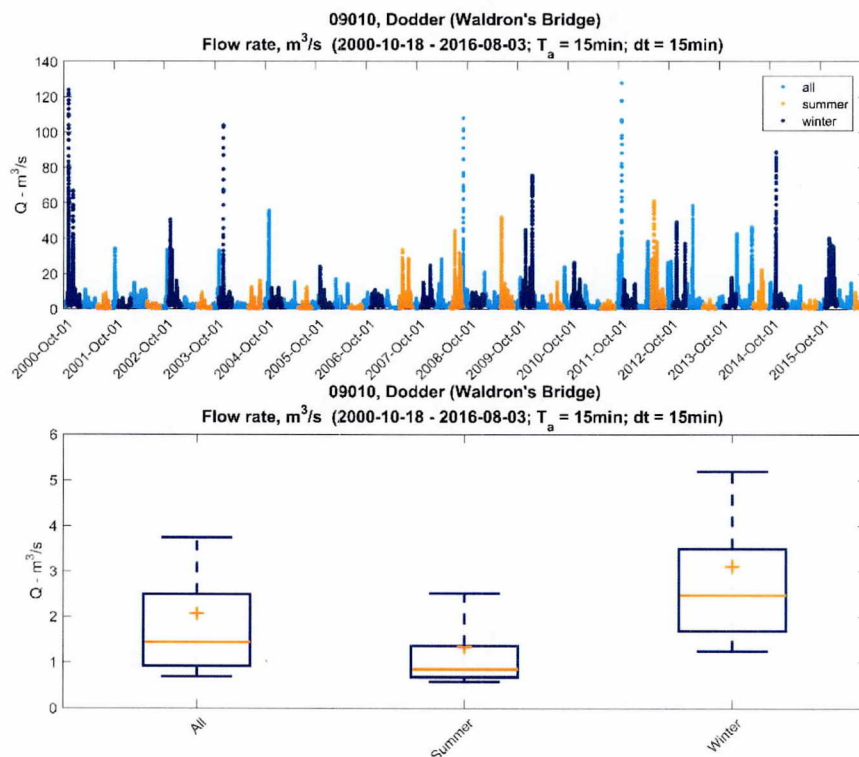 09010, Dodder (Waldron's Bridge)
Flow rate, m³/s (2000-10-18 - 2016-08-03; Tₐ = 15min; dt = 15min)
140
120
100
80
60
40
20
0
Q - m³/s
all
summer
winter
2000-Oct-01
2001-Oct-01
2002-Oct-01
2003-Oct-01
2004-Oct-01
2005-Oct-01
2006-Oct-01
2007-Oct-01
2008-Oct-01
2009-Oct-01
2010-Oct-01
2011-Oct-01
2012-Oct-01
2013-Oct-01
2014-Oct-01
2015-Oct-01
09010, Dodder (Waldron's Bridge)
Flow rate, m³/s (2000-10-18 - 2016-08-03; Tₐ = 15min; dt = 15min)
6
5
4
3
2
1
0
Q - m³/s
All
Summer
Winter